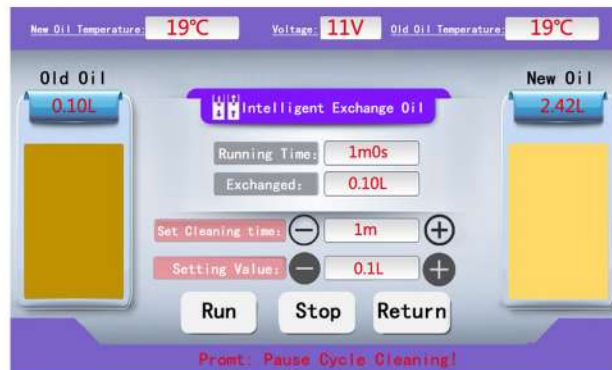 New Oil Temperature: 19℃ Voltage: 11V Old Oil Temperature: 19℃
Old Oil
0.10L
New Oil
2.42L
Intelligent Exchange Oil
Running Time: 1m0s
Exchanged: 0.10L
Set Cleaning time: − 1m +
Setting Value: − 0.1L +
Run Stop Return
Promt: Pause Cycle Cleaning!